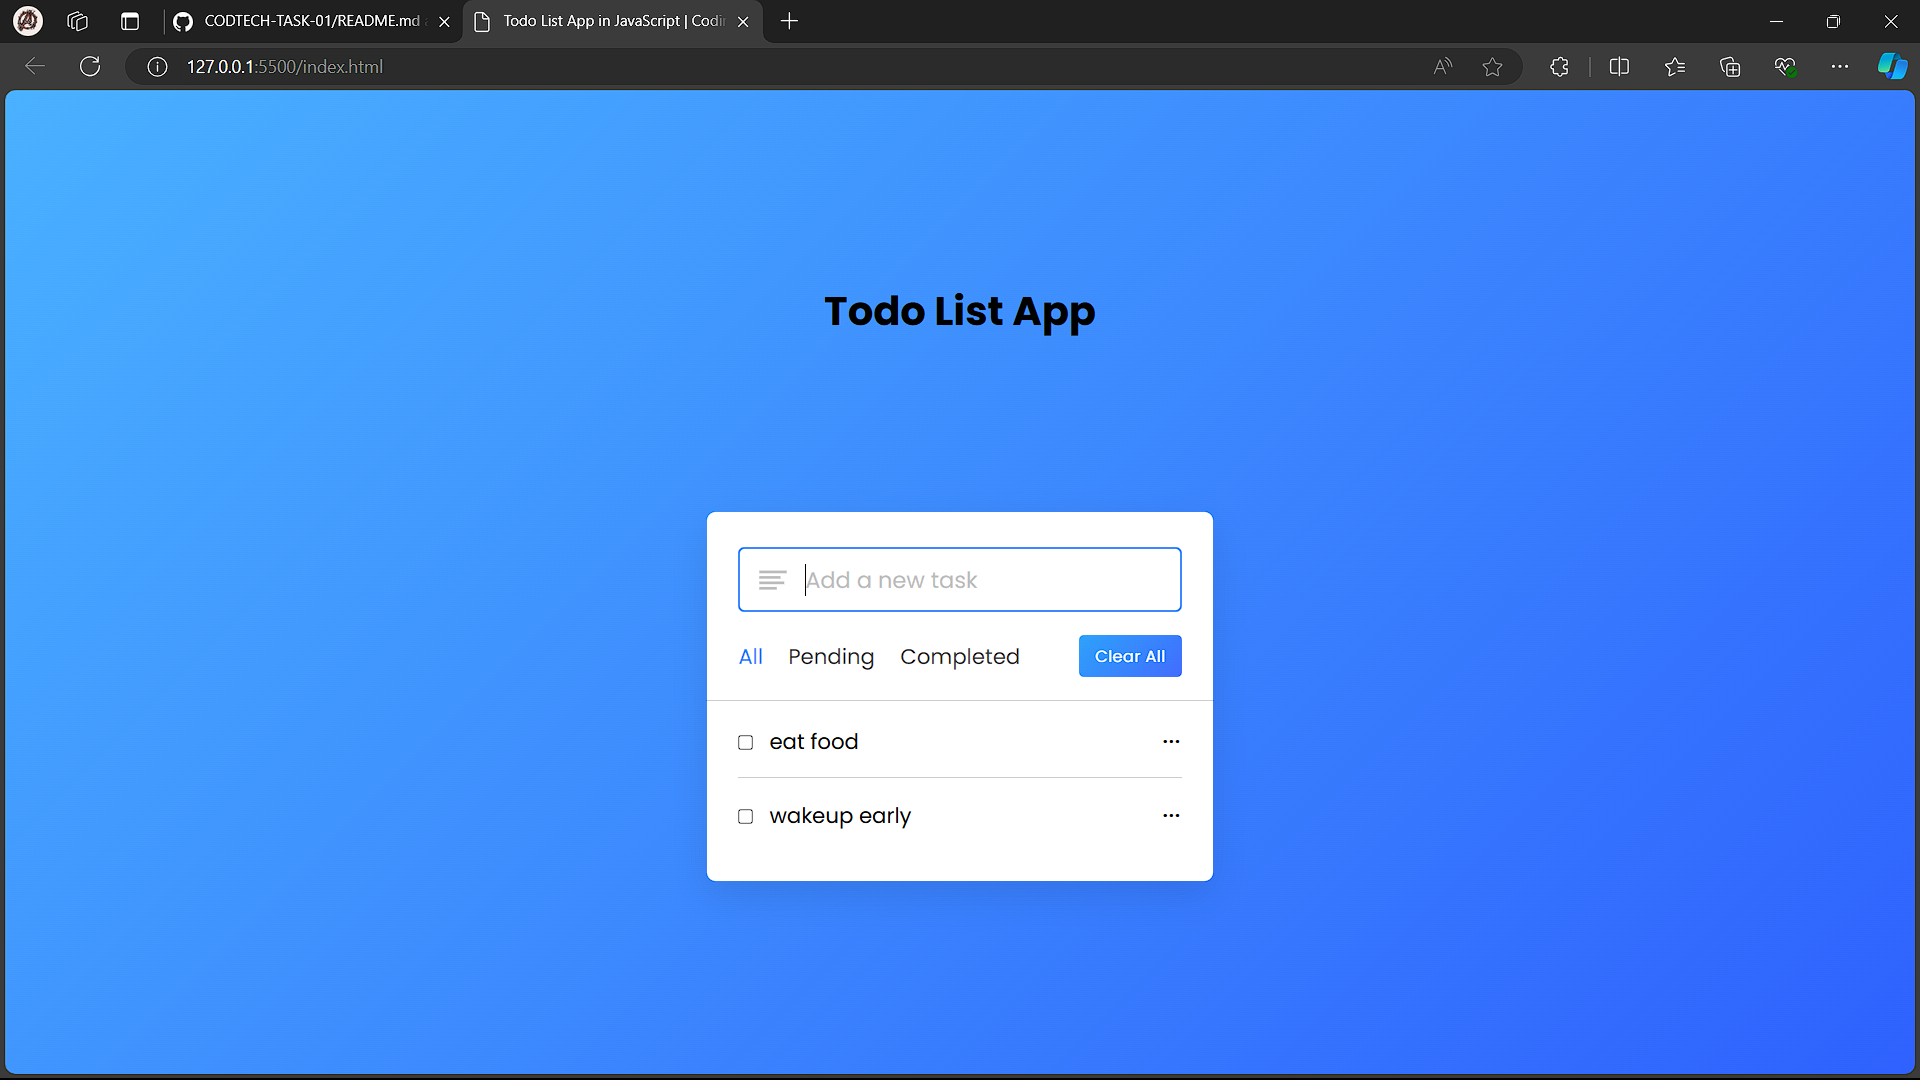 CODTECH-TASK-01/README.md
Todo List App in JavaScript | Codin
127.0.0.1:5500/index.html
Todo List App
Add a new task
All Pending Completed Clear All
eat food
wakeup early